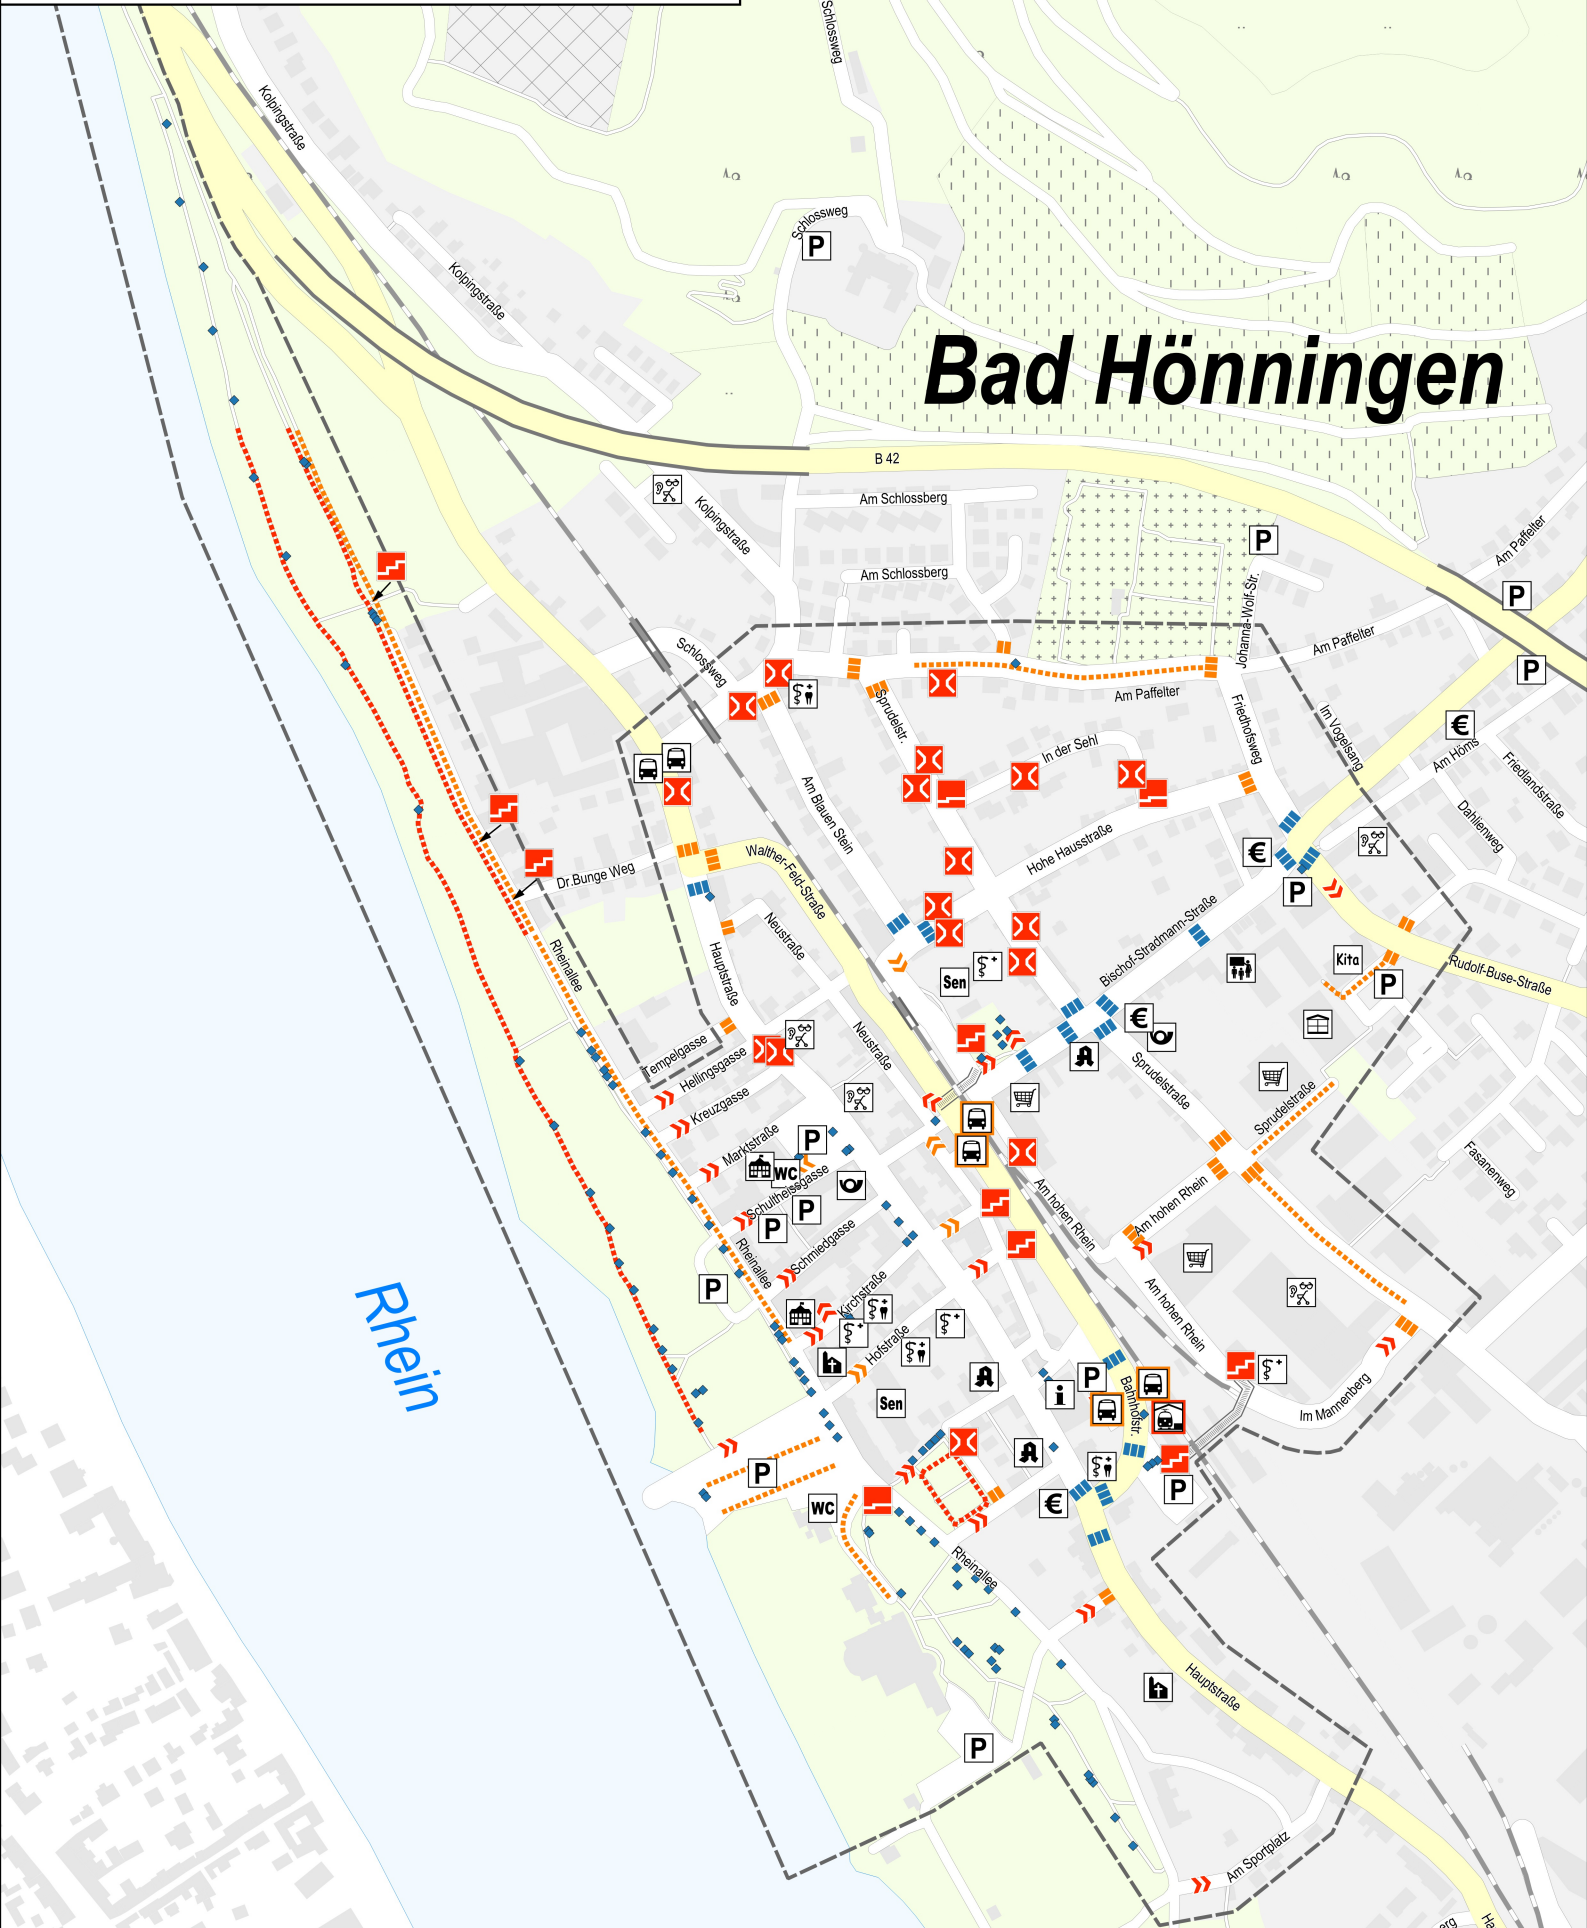 Schlossweg
Kolpingstraße
Schlossweg
P
Kolpingstraße
Bad Hönningen
B 42
Am Schlossberg
Kolpingstraße
P
Am Paffelter
Am Schlossberg
Johanna-Wolf-Str.
P
Am Paffelter
Schlossweg
P
Am Paffelter
Sprudelstr.
Friedhofsweg
Im Vogelsang
€
In der Sehl
Am Höms
Friedlandstraße
Am Blauen Stein
Dahlienweg
Hohe Hausstraße
Walther-Feld-Straße
€
Dr.Bunge Weg
P
Bischof-Stradmann-Straße
Neustraße
Rheinallee
Hauptstraße
Kita
Sen
P
Rudolf-Buse-Straße
€
Neustraße
Tempelgasse
Hellingsgasse
Sprudelstraße
Kreuzgasse
Sprudelstraße
Marktstraße
P
WC
Fasanenweg
Schultheissgasse
P
P
Am hohen Rhein
Am hohen Rhein
Schmiedgasse
Rheinallee
P
Kirchstraße
Am hohen Rhein
Rhein
Hofstraße
P
i
Bahnhofstr.
Im Mannenberg
Sen
P
P
WC
€
Rheinallee
Hauptstraße
P
Am Sportplatz